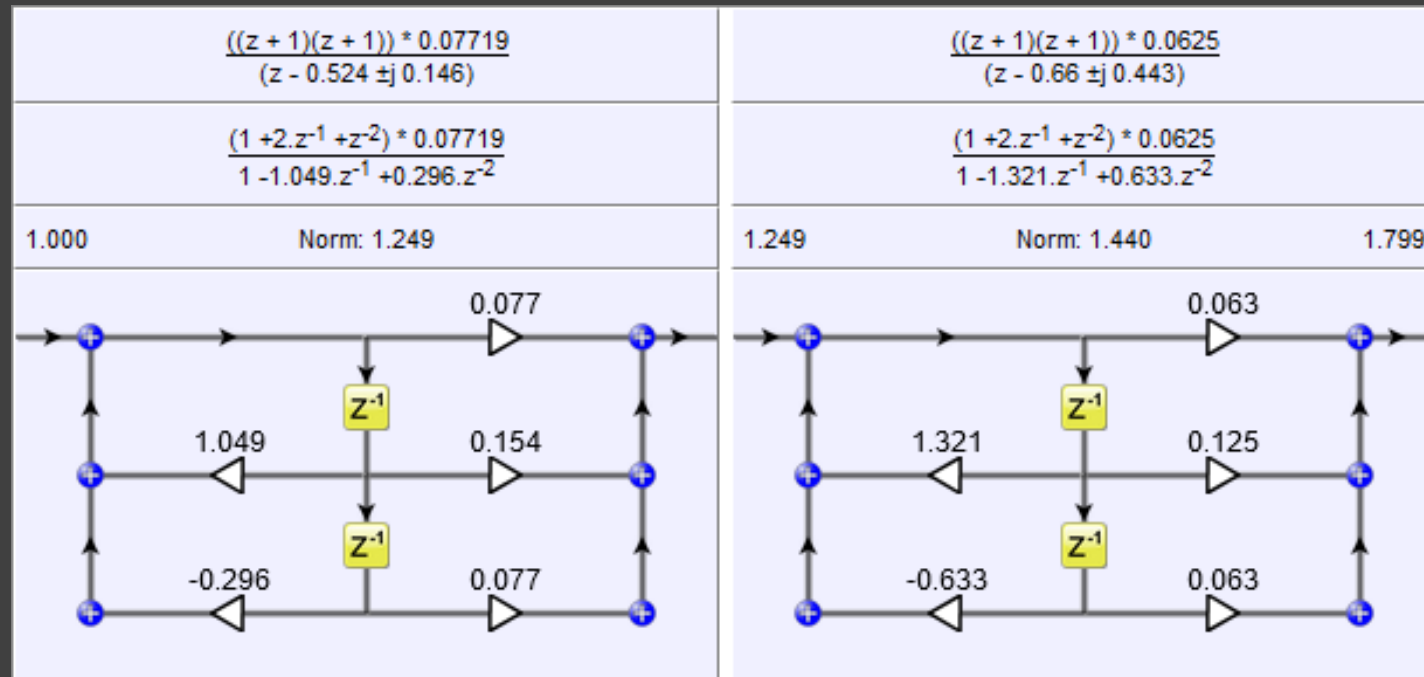 ((z + 1)(z + 1)) * 0.07719
(z - 0.524 ±j 0.146)
(1 +2.z⁻¹ +z⁻²) * 0.07719
1 -1.049.z⁻¹ +0.296.z⁻²
1.000 Norm: 1.249
0.077
Z⁻¹
1.049 0.154
Z⁻¹
-0.296 0.077
((z + 1)(z + 1)) * 0.0625
(z - 0.66 ±j 0.443)
(1 +2.z⁻¹ +z⁻²) * 0.0625
1 -1.321.z⁻¹ +0.633.z⁻²
1.249 Norm: 1.440 1.799
0.063
Z⁻¹
1.321 0.125
Z⁻¹
-0.633 0.063